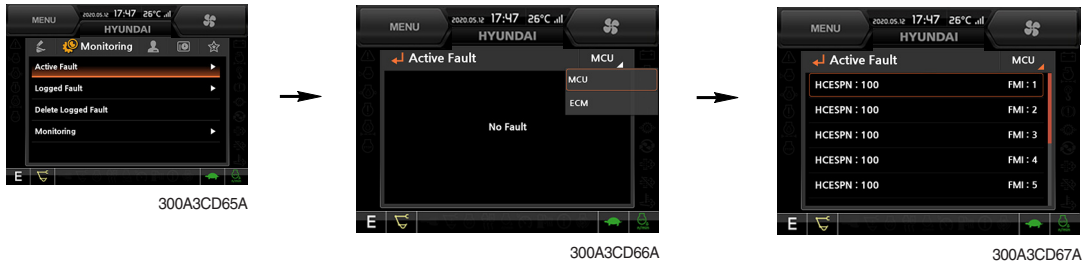 2020.05.12 17:47 26°C .ıl
MENU
HYUNDAI
Monitoring
Active Fault
Logged Fault
Delete Logged Fault
Monitoring
E
300A3CD65A
2020.05.12 17:47 26°C .ıl
MENU
HYUNDAI
Active Fault MCU
MCU
ECM
No Fault
E
300A3CD66A
2020.05.12 17:47 26°C .ıl
MENU
HYUNDAI
Active Fault MCU
HCESPN : 100 FMI : 1
HCESPN : 100 FMI : 2
HCESPN : 100 FMI : 3
HCESPN : 100 FMI : 4
HCESPN : 100 FMI : 5
E
300A3CD67A